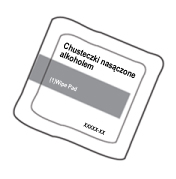 Chusteczki nasączone
alkoholem
(1)Wipe Pad
XXXXX-XX